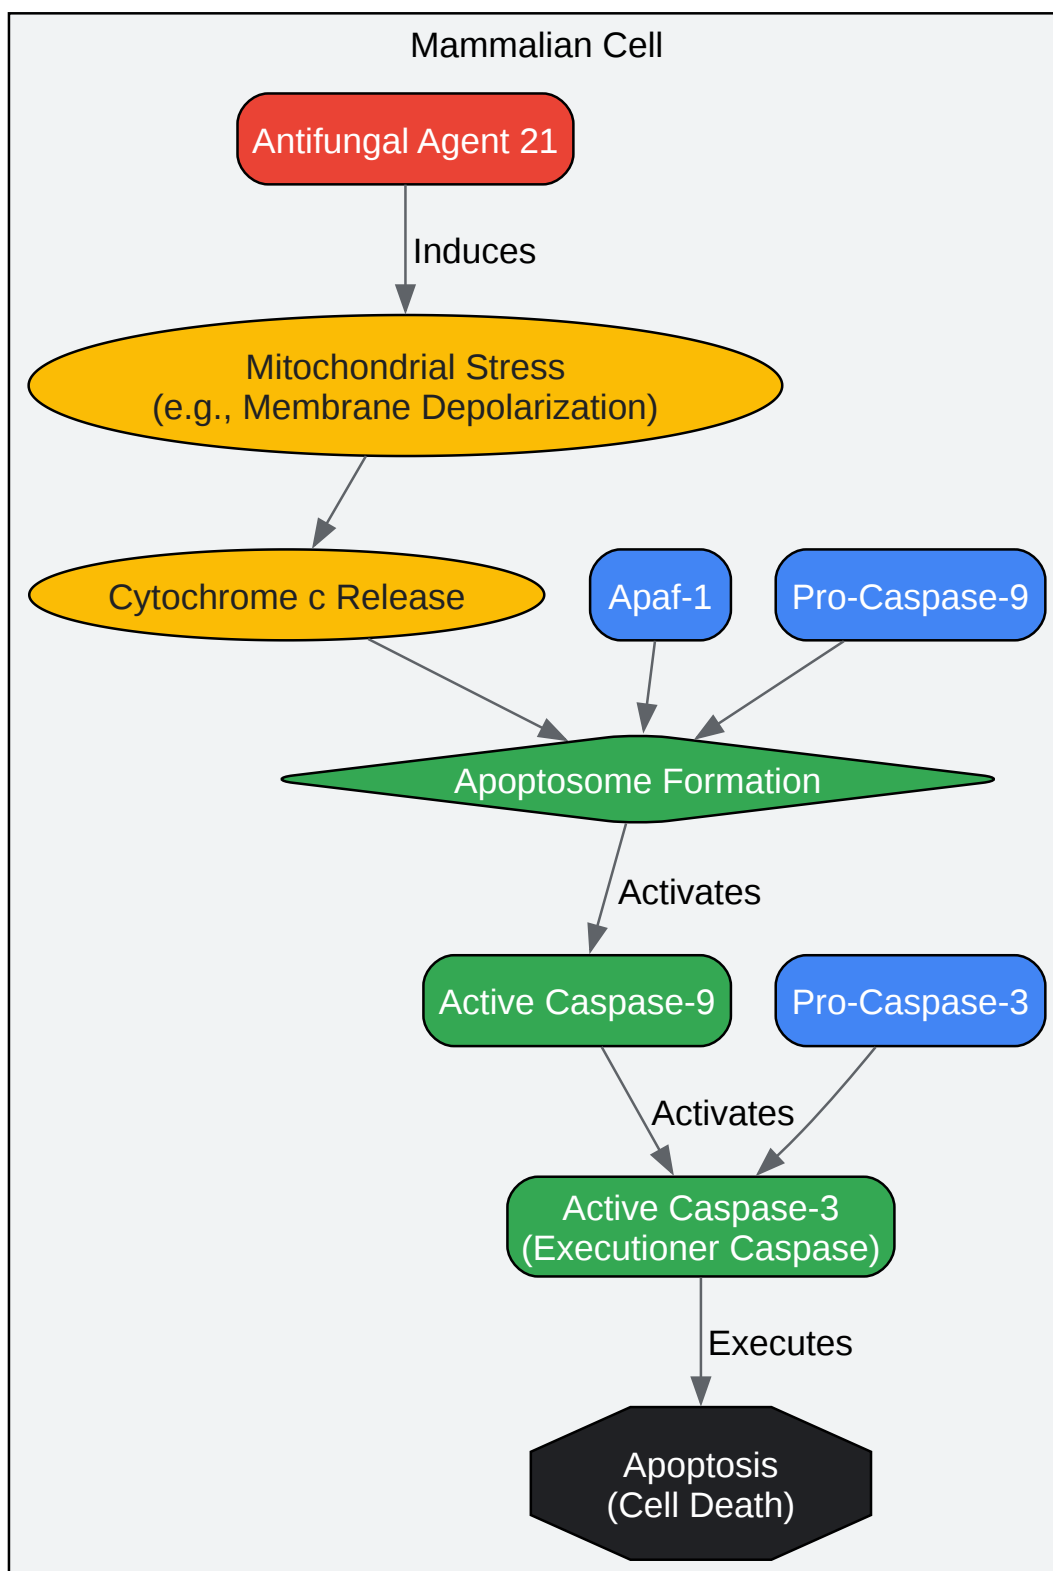 Mammalian Cell
Antifungal Agent 21
Induces
Mitochondrial Stress
(e.g., Membrane Depolarization)
Cytochrome c Release
Apaf-1
Pro-Caspase-9
Apoptosome Formation
Activates
Active Caspase-9
Pro-Caspase-3
Activates
Active Caspase-3
(Executioner Caspase)
Executes
Apoptosis
(Cell Death)